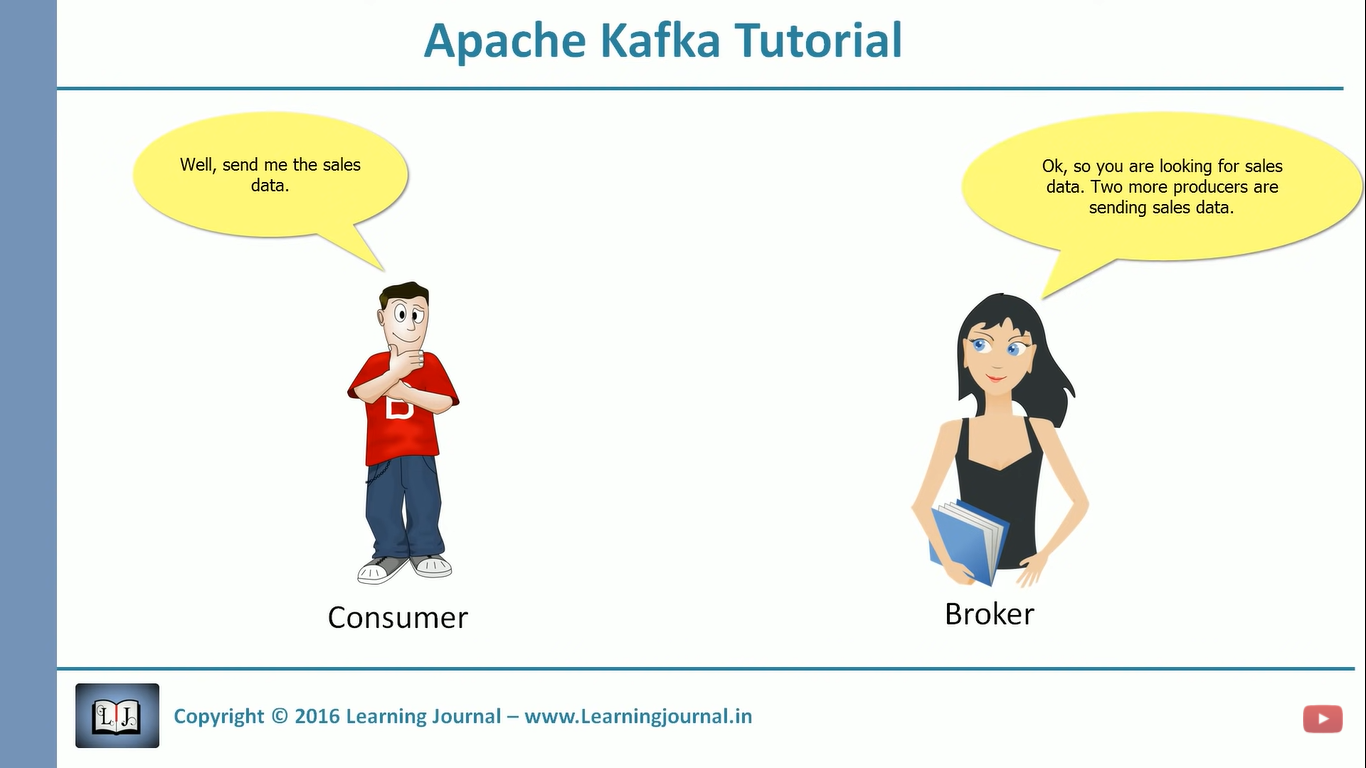 Apache Kafka Tutorial
Well, send me the sales
data.
Ok, so you are looking for sales
data. Two more producers are
sending sales data.
B
Consumer
Broker
LJ
Copyright © 2016 Learning Journal – www.Learningjournal.in